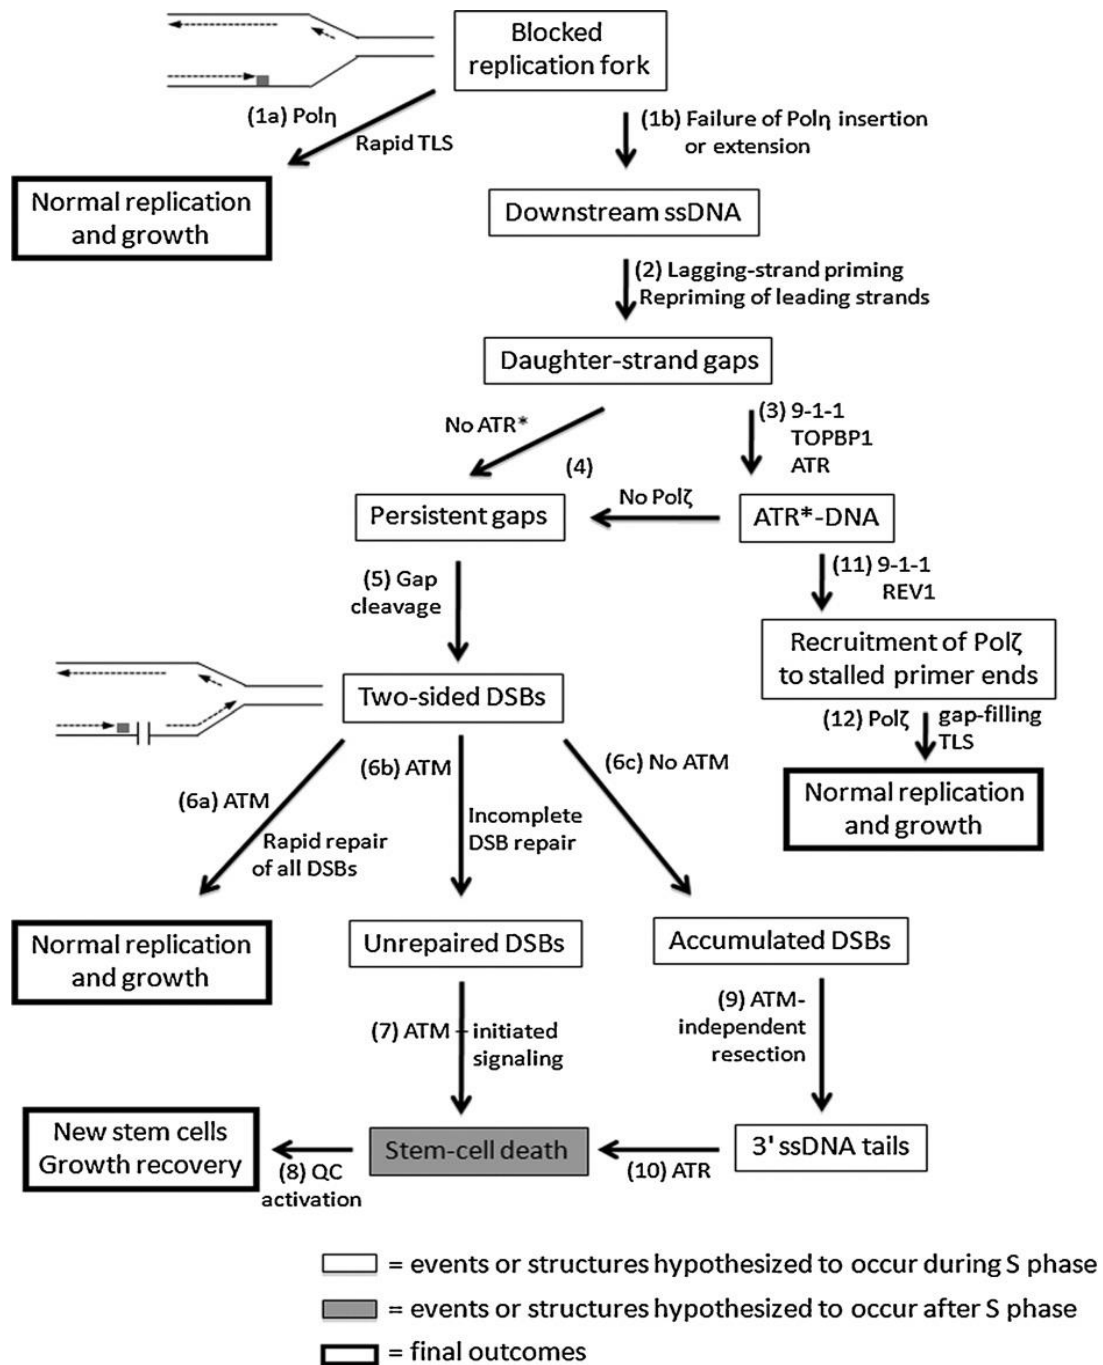 Blocked
replication fork
(1a) Polη
Rapid TLS
(1b) Failure of Polη insertion
or extension
Normal replication
and growth
Downstream ssDNA
(2) Lagging-strand priming
Repriming of leading strands
Daughter-strand gaps
No ATR*
(3) 9-1-1
TOPBP1
ATR
(4)
No Polζ
Persistent gaps
ATR*-DNA
(5) Gap
cleavage
(11) 9-1-1
REV1
Recruitment of Polζ
to stalled primer ends
Two-sided DSBs
(12) Polζ
gap-filling
TLS
(6a) ATM
Rapid repair
of all DSBs
(6b) ATM
Incomplete
DSB repair
(6c) No ATM
Normal replication
and growth
Normal replication
and growth
Unrepaired DSBs
Accumulated DSBs
(7) ATM - initiated
signaling
(9) ATM-
independent
resection
New stem cells
Growth recovery
(8) QC
activation
Stem-cell death
(10) ATR
3' ssDNA tails
= events or structures hypothesized to occur during S phase
= events or structures hypothesized to occur after S phase
= final outcomes